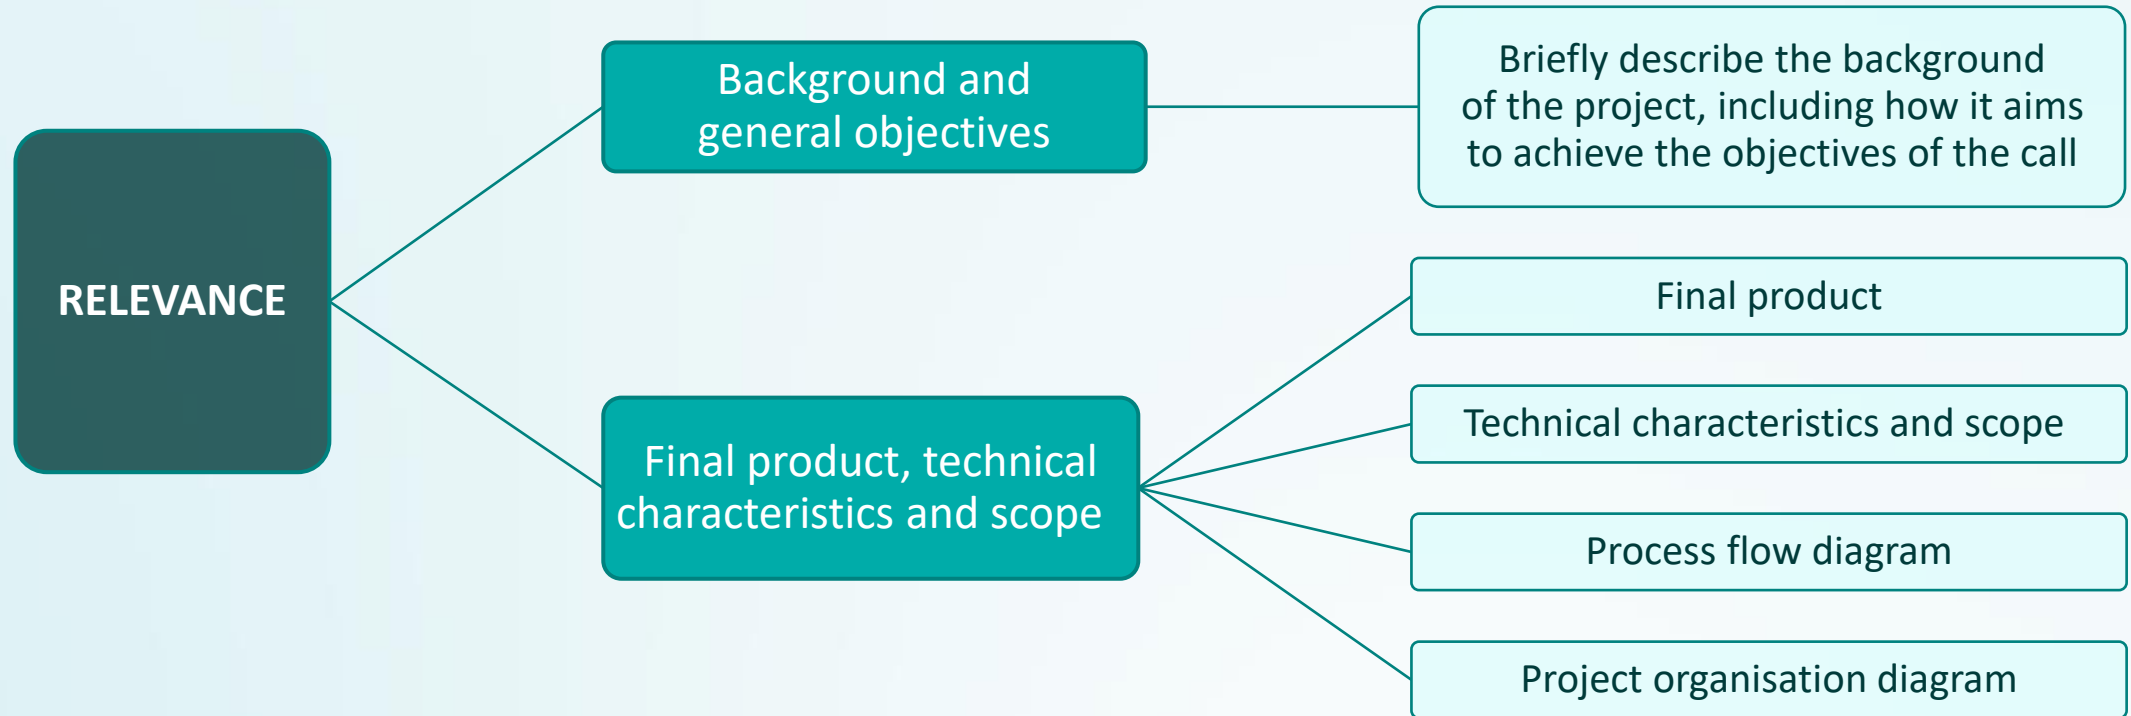 RELEVANCE
Background and
general objectives
Briefly describe the background
of the project, including how it aims
to achieve the objectives of the call
Final product, technical
characteristics and scope
Final product
Technical characteristics and scope
Process flow diagram
Project organisation diagram